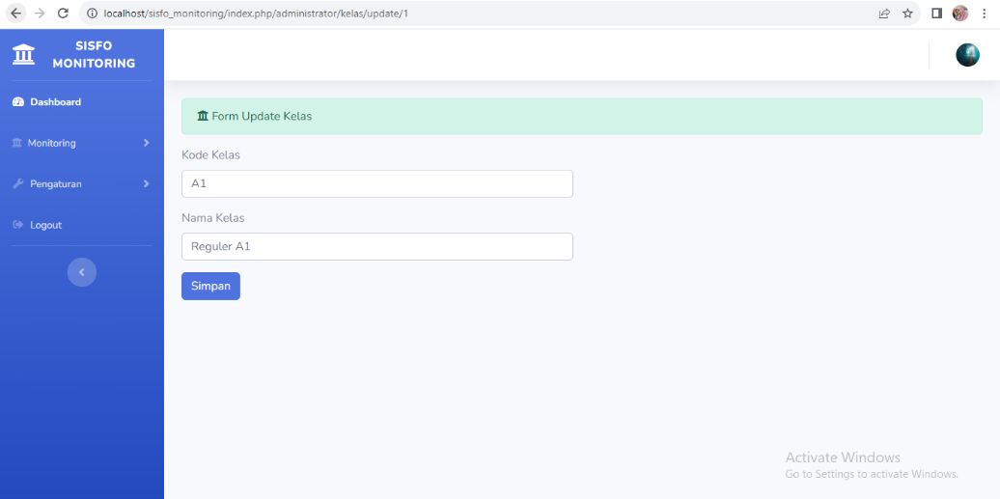 localhost/sisfo_monitoring/index.php/administrator/kelas/update/1
SISFO
MONITORING
Dashboard
Monitoring
Pengaturan
Logout
Form Update Kelas
Kode Kelas
A1
Nama Kelas
Reguler A1
Simpan
Activate Windows
Go to Settings to activate Windows.